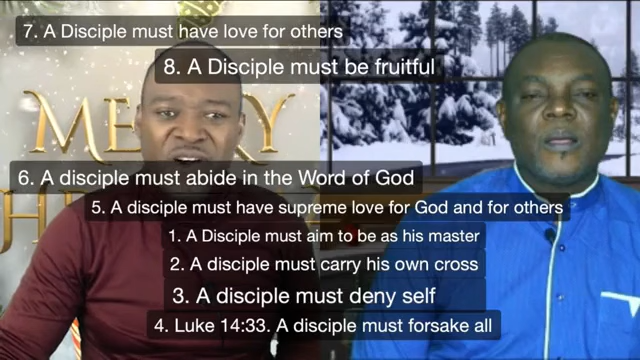 7. A Disciple must have love for others
8. A Disciple must be fruitful
MERRY
6. A disciple must abide in the Word of God
5. A disciple must have supreme love for God and for others
1. A Disciple must aim to be as his master
2. A disciple must carry his own cross
3. A disciple must deny self
4. Luke 14:33. A disciple must forsake all